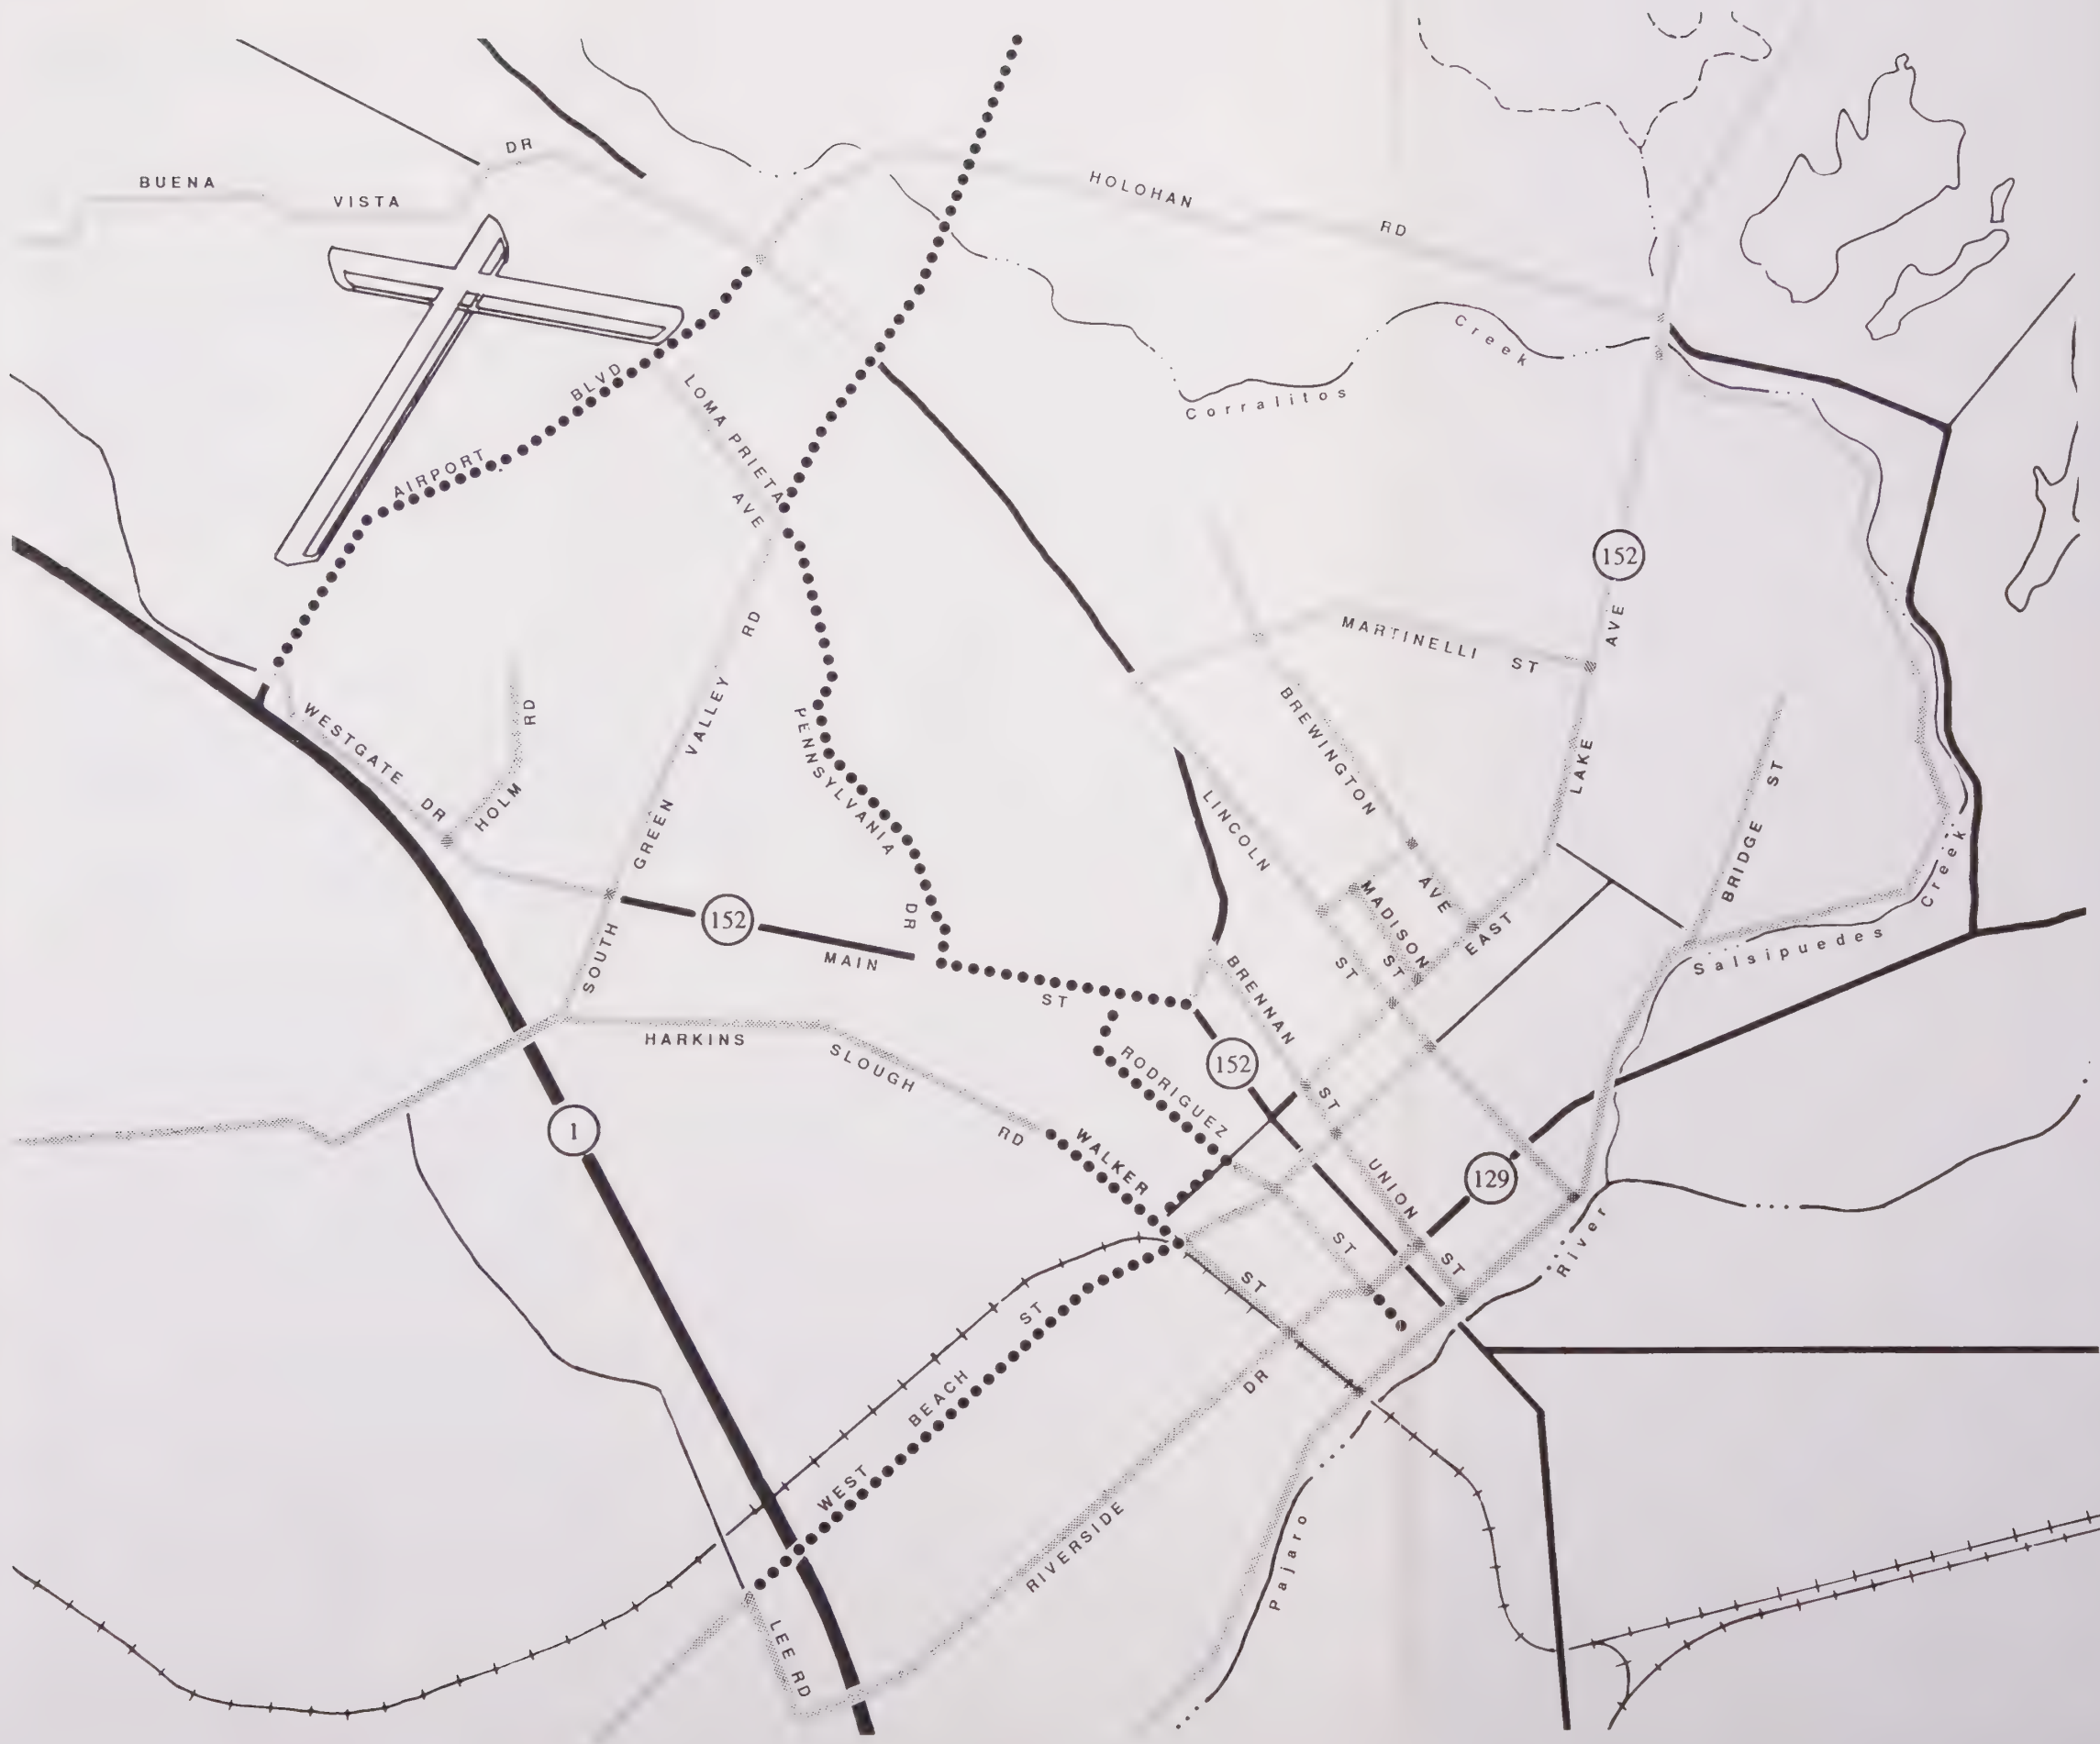 BUENA VISTA DR
HOLOHAN RD
Corralitos Creek
AIRPORT BLVD
LOMA PRIETA AVE
152
MARTINELLI ST
EAST LAKE AVE
BREWINGTON AVE
WESTGATE DR
HOLM RD
SOUTH GREEN VALLEY RD
PENNSYLVANIA DR
LINCOLN ST
MADISON ST
BRIDGE ST
Salsipuedes Creek
152
MAIN ST
BRENNAN ST
152
HARKINS SLOUGH RD
RODRIGUEZ ST
WALKER ST
1
UNION ST
129
WEST BEACH ST
RIVERSIDE DR
Pajaro River
LEE RD